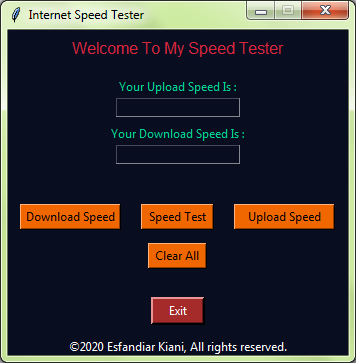 Internet Speed Tester
Welcome To My Speed Tester
Your Upload Speed Is :
Your Download Speed Is :
Download Speed Speed Test Upload Speed
Clear All
Exit
©2020 Esfandiar Kiani, All rights reserved.